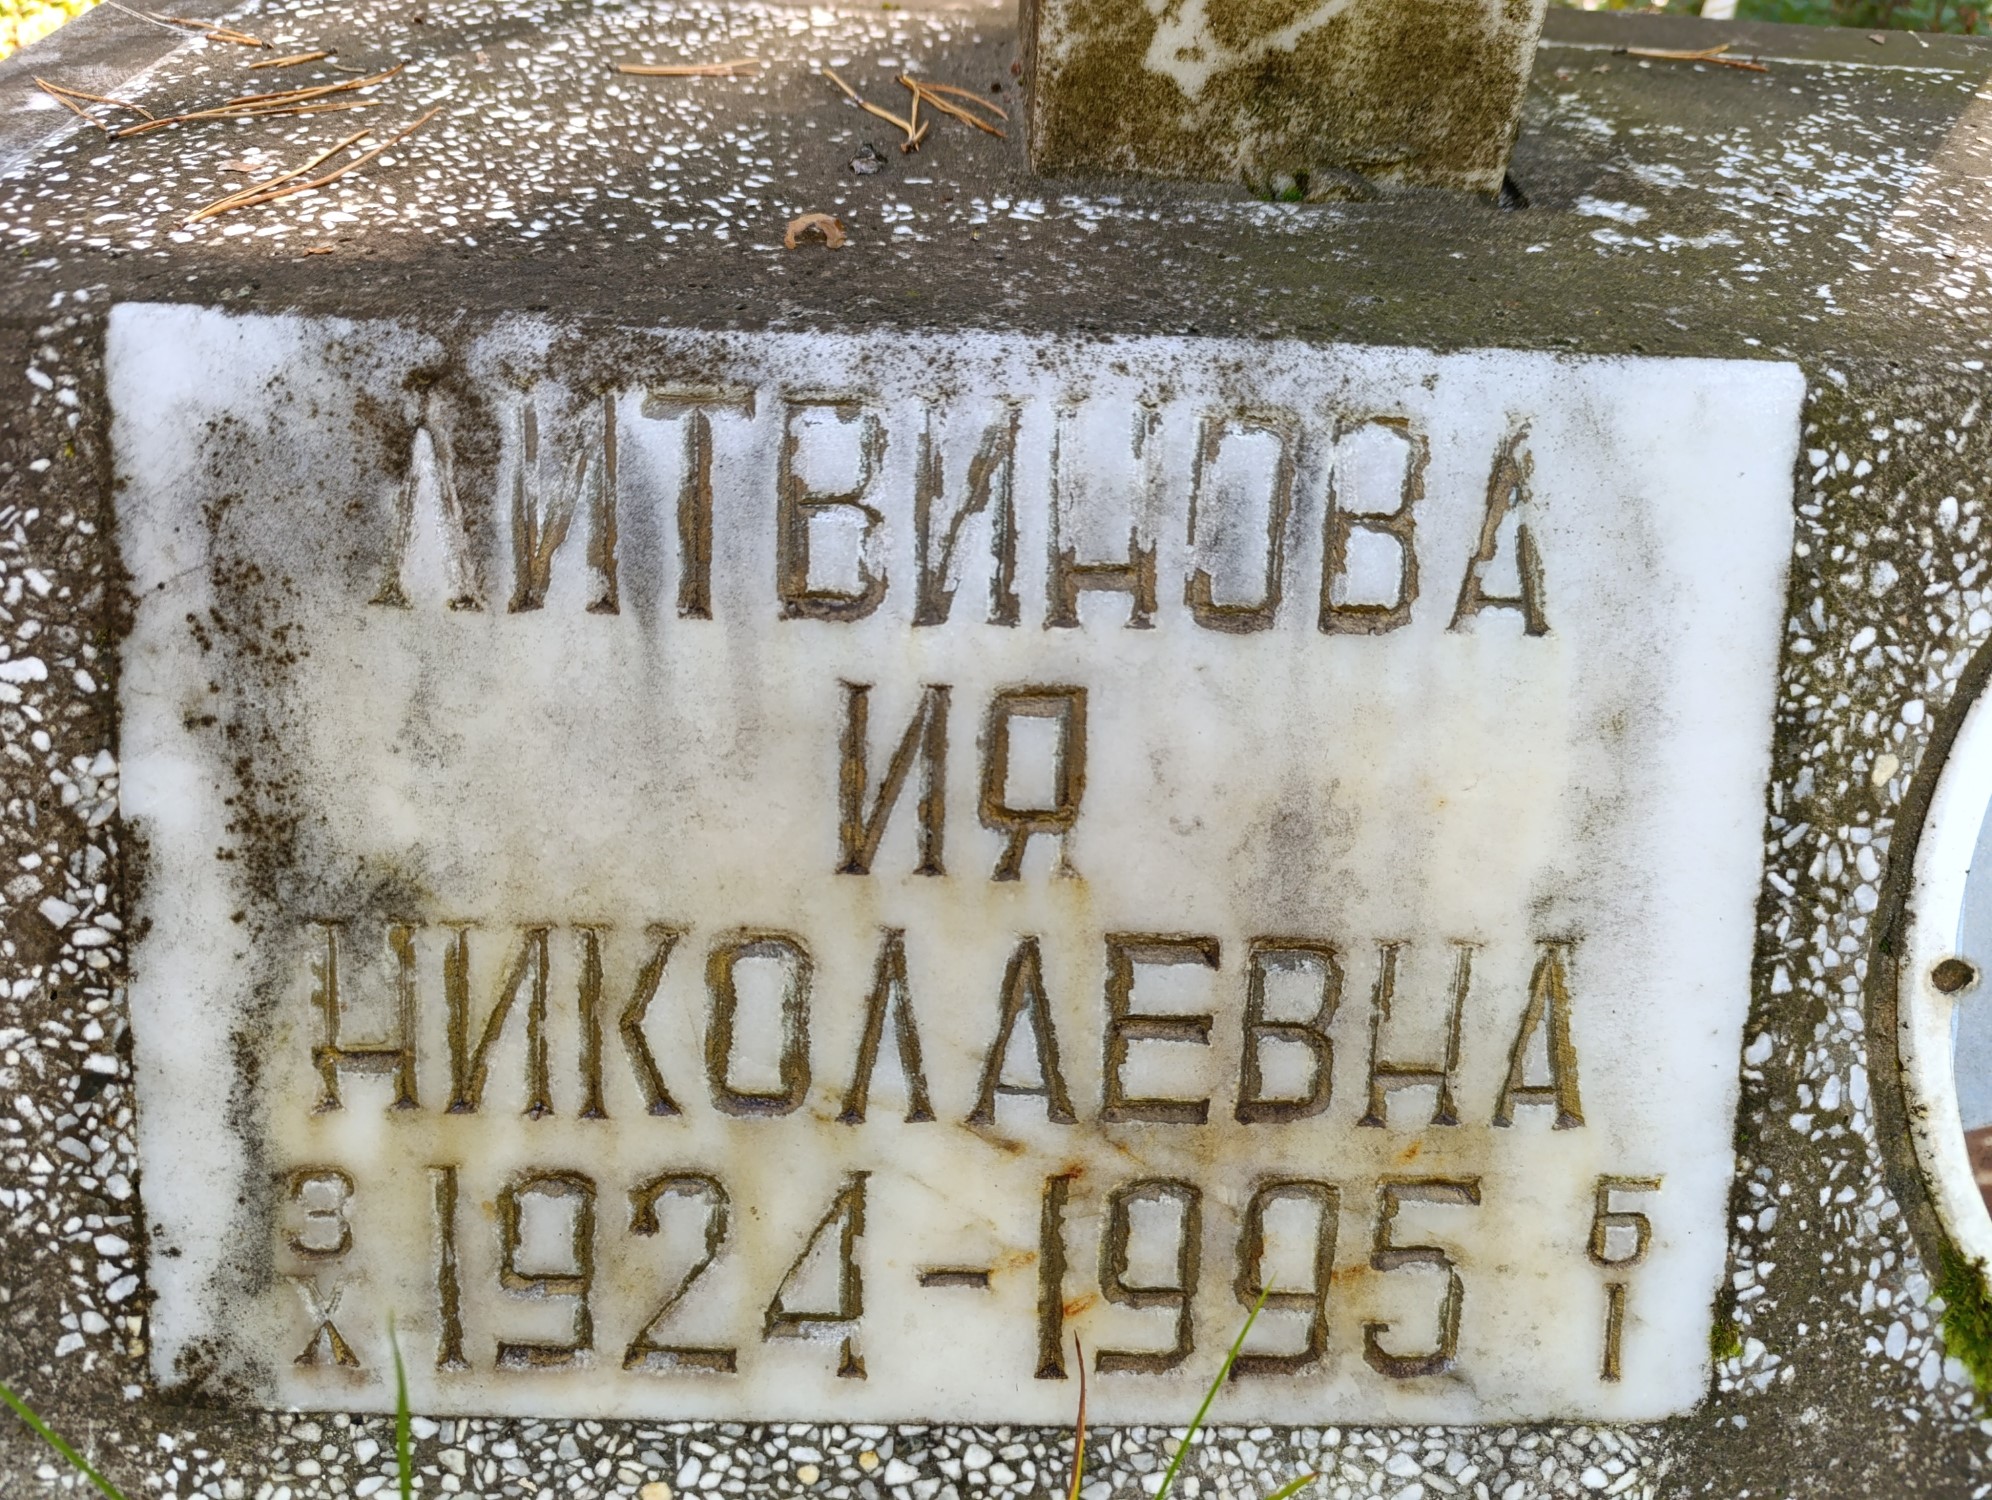 ЛИТВИНОВА
ИЯ
НИКОЛАЕВНА
3
X 1924-1995 6
I